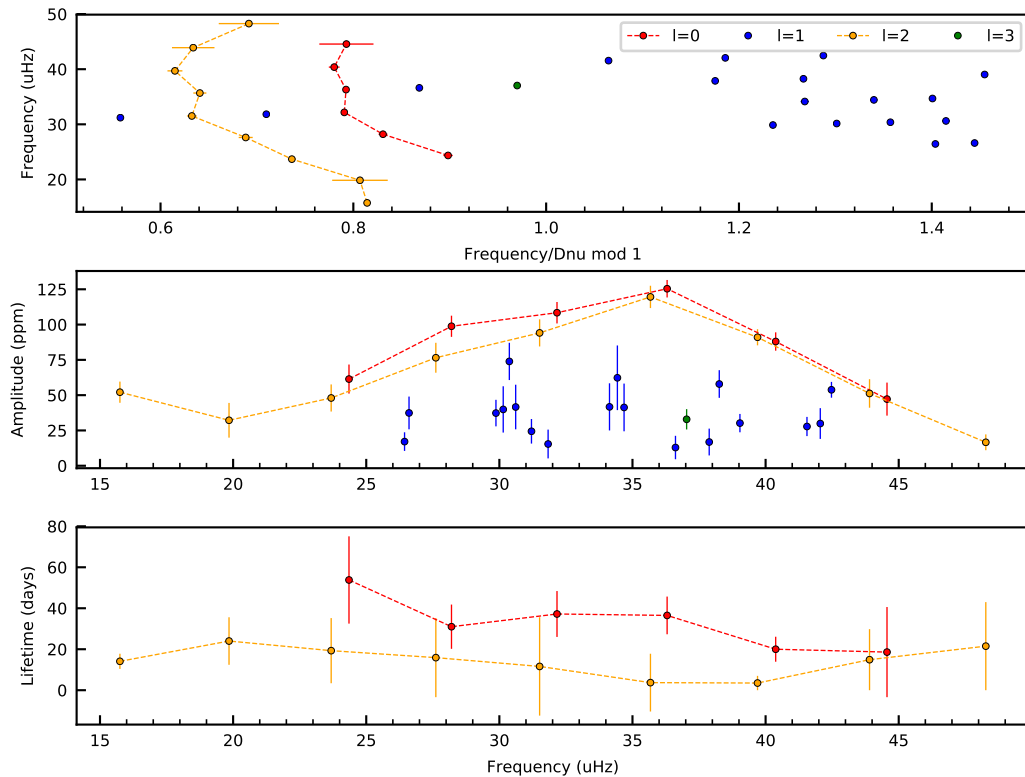 50
40
30
20
Frequency (uHz)
l=0 l=1 l=2 l=3
0.6 0.8 1.0 1.2 1.4
Frequency/Dnu mod 1
125
100
75
50
25
0
Amplitude (ppm)
15 20 25 30 35 40 45
80
60
40
20
0
Lifetime (days)
15 20 25 30 35 40 45
Frequency (uHz)